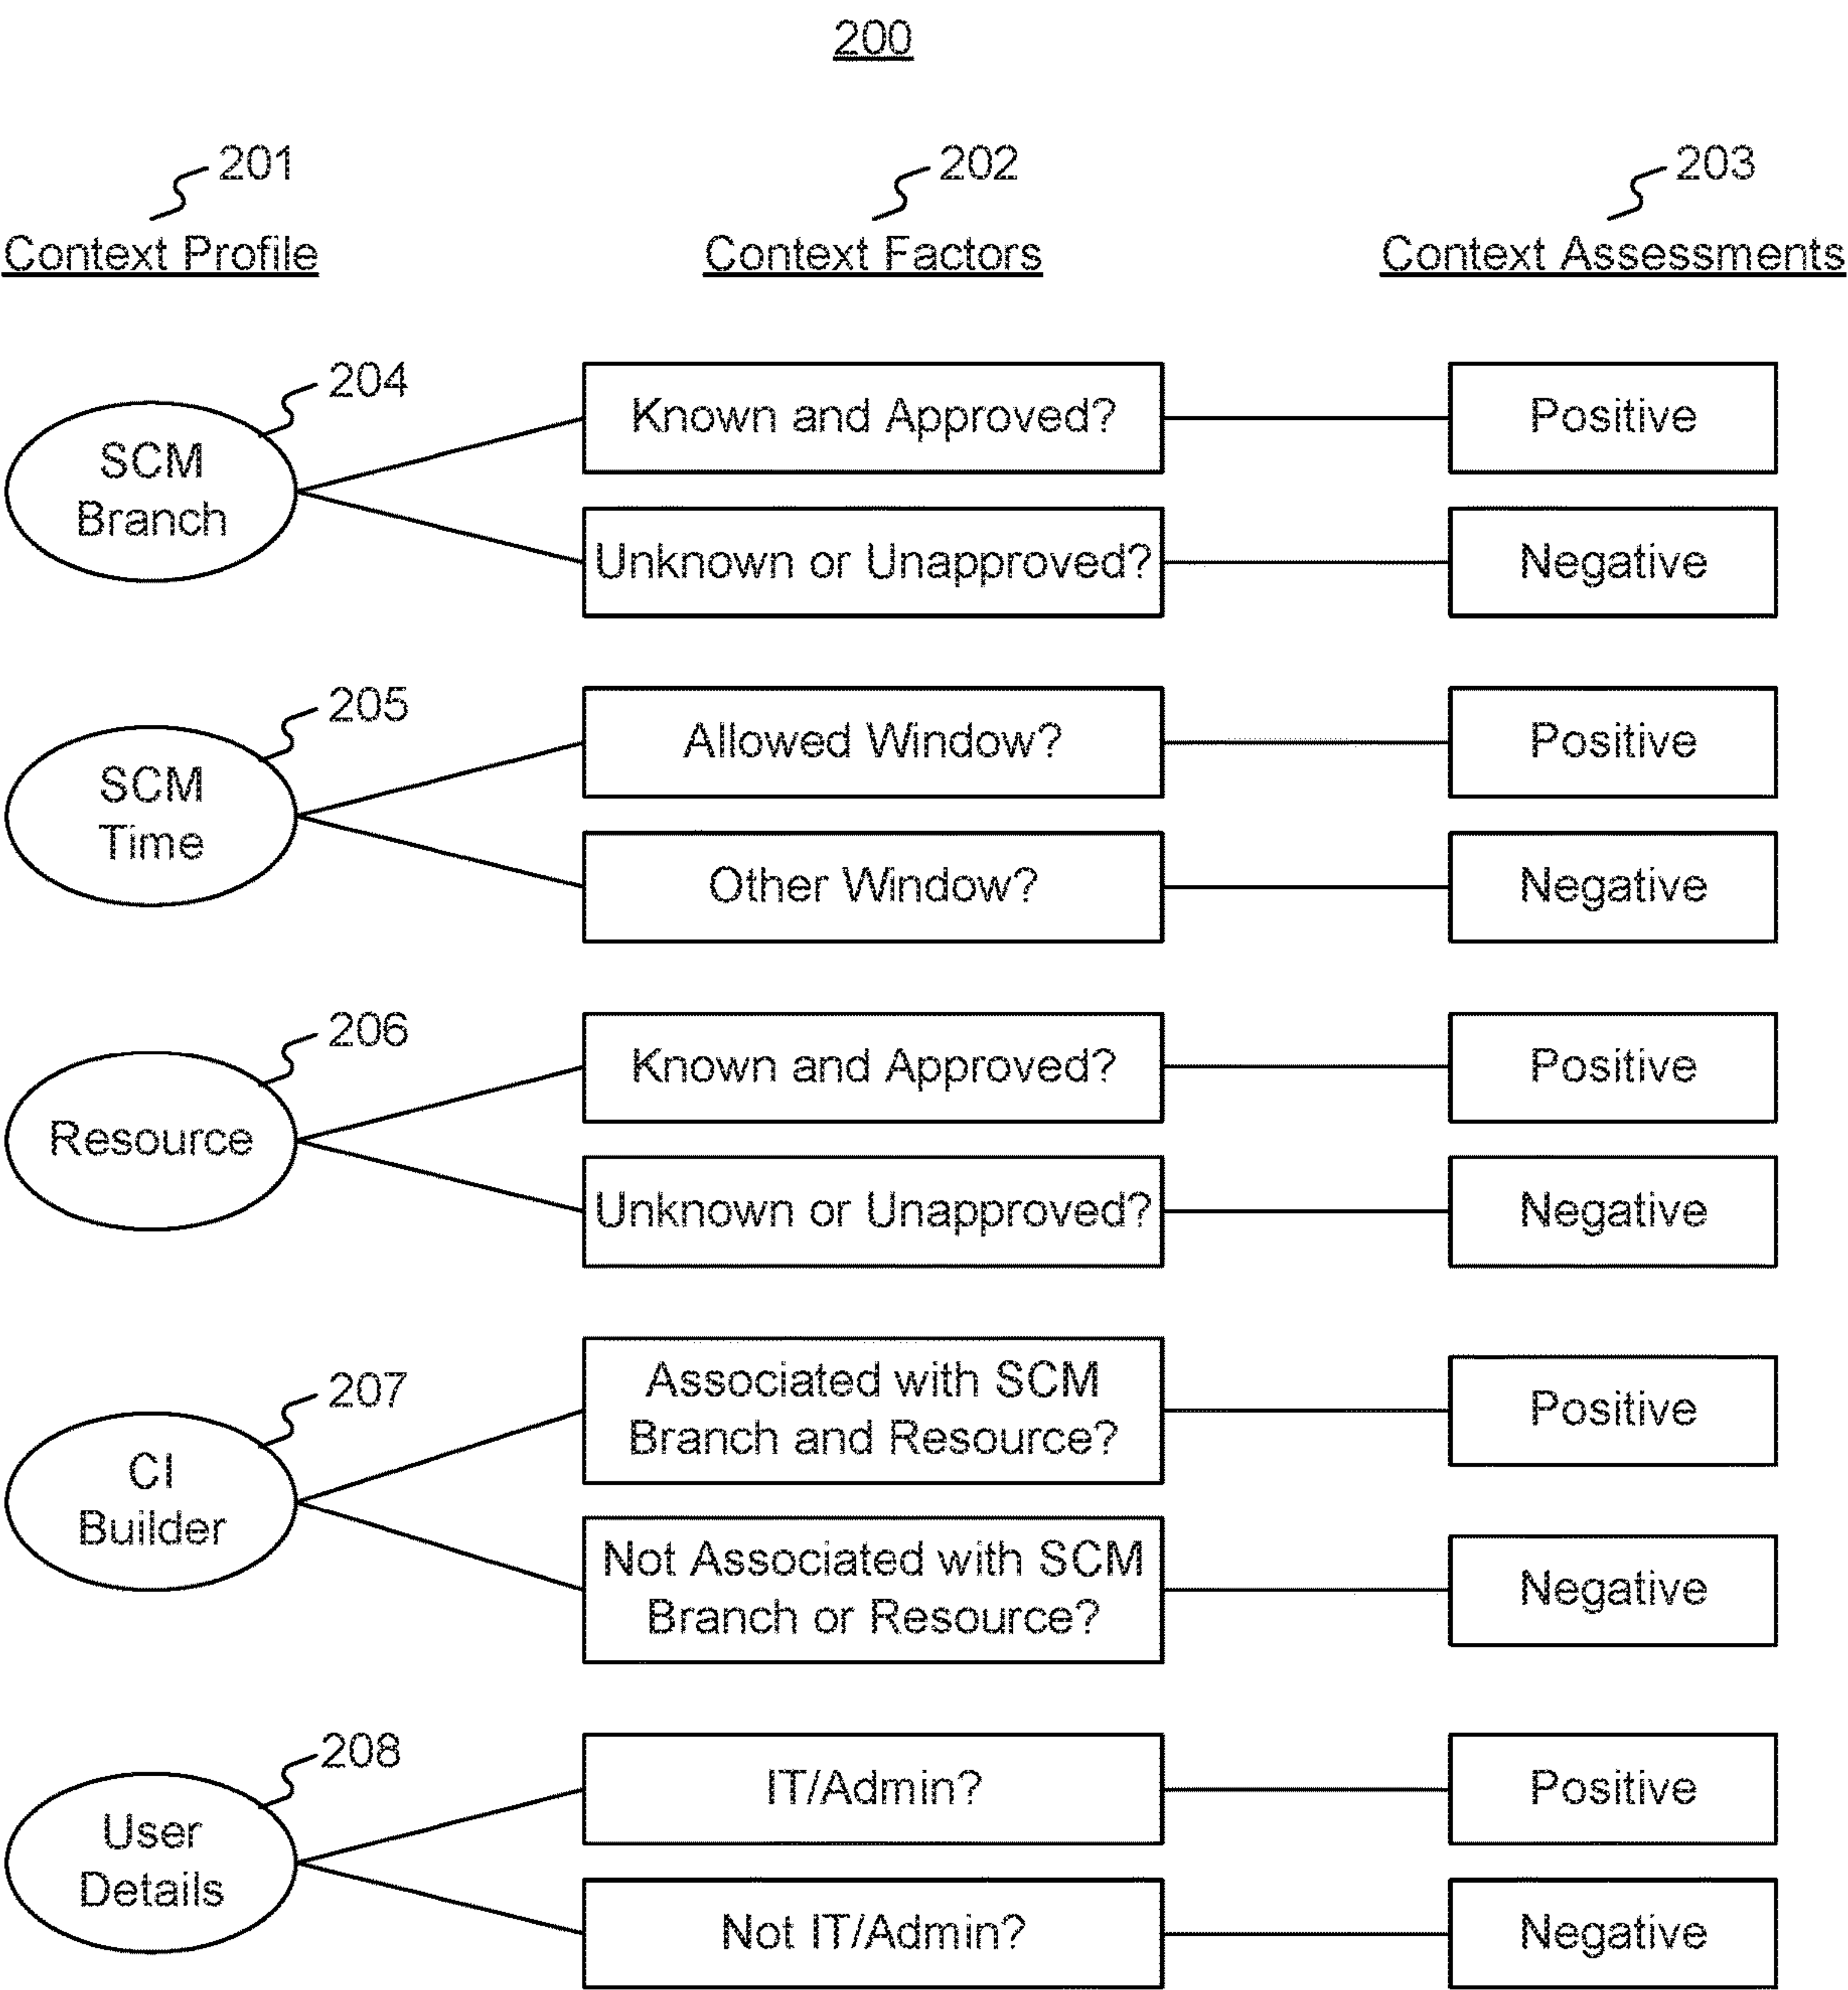 200
201
202
203
Context Profile
Context Factors
Context Assessments
204
SCM
Branch
Known and Approved?
Positive
Unknown or Unapproved?
Negative
205
SCM
Time
Allowed Window?
Positive
Other Window?
Negative
206
Resource
Known and Approved?
Positive
Unknown or Unapproved?
Negative
207
CI
Builder
Associated with SCM
Branch and Resource?
Positive
Not Associated with SCM
Branch or Resource?
Negative
208
User
Details
IT/Admin?
Positive
Not IT/Admin?
Negative